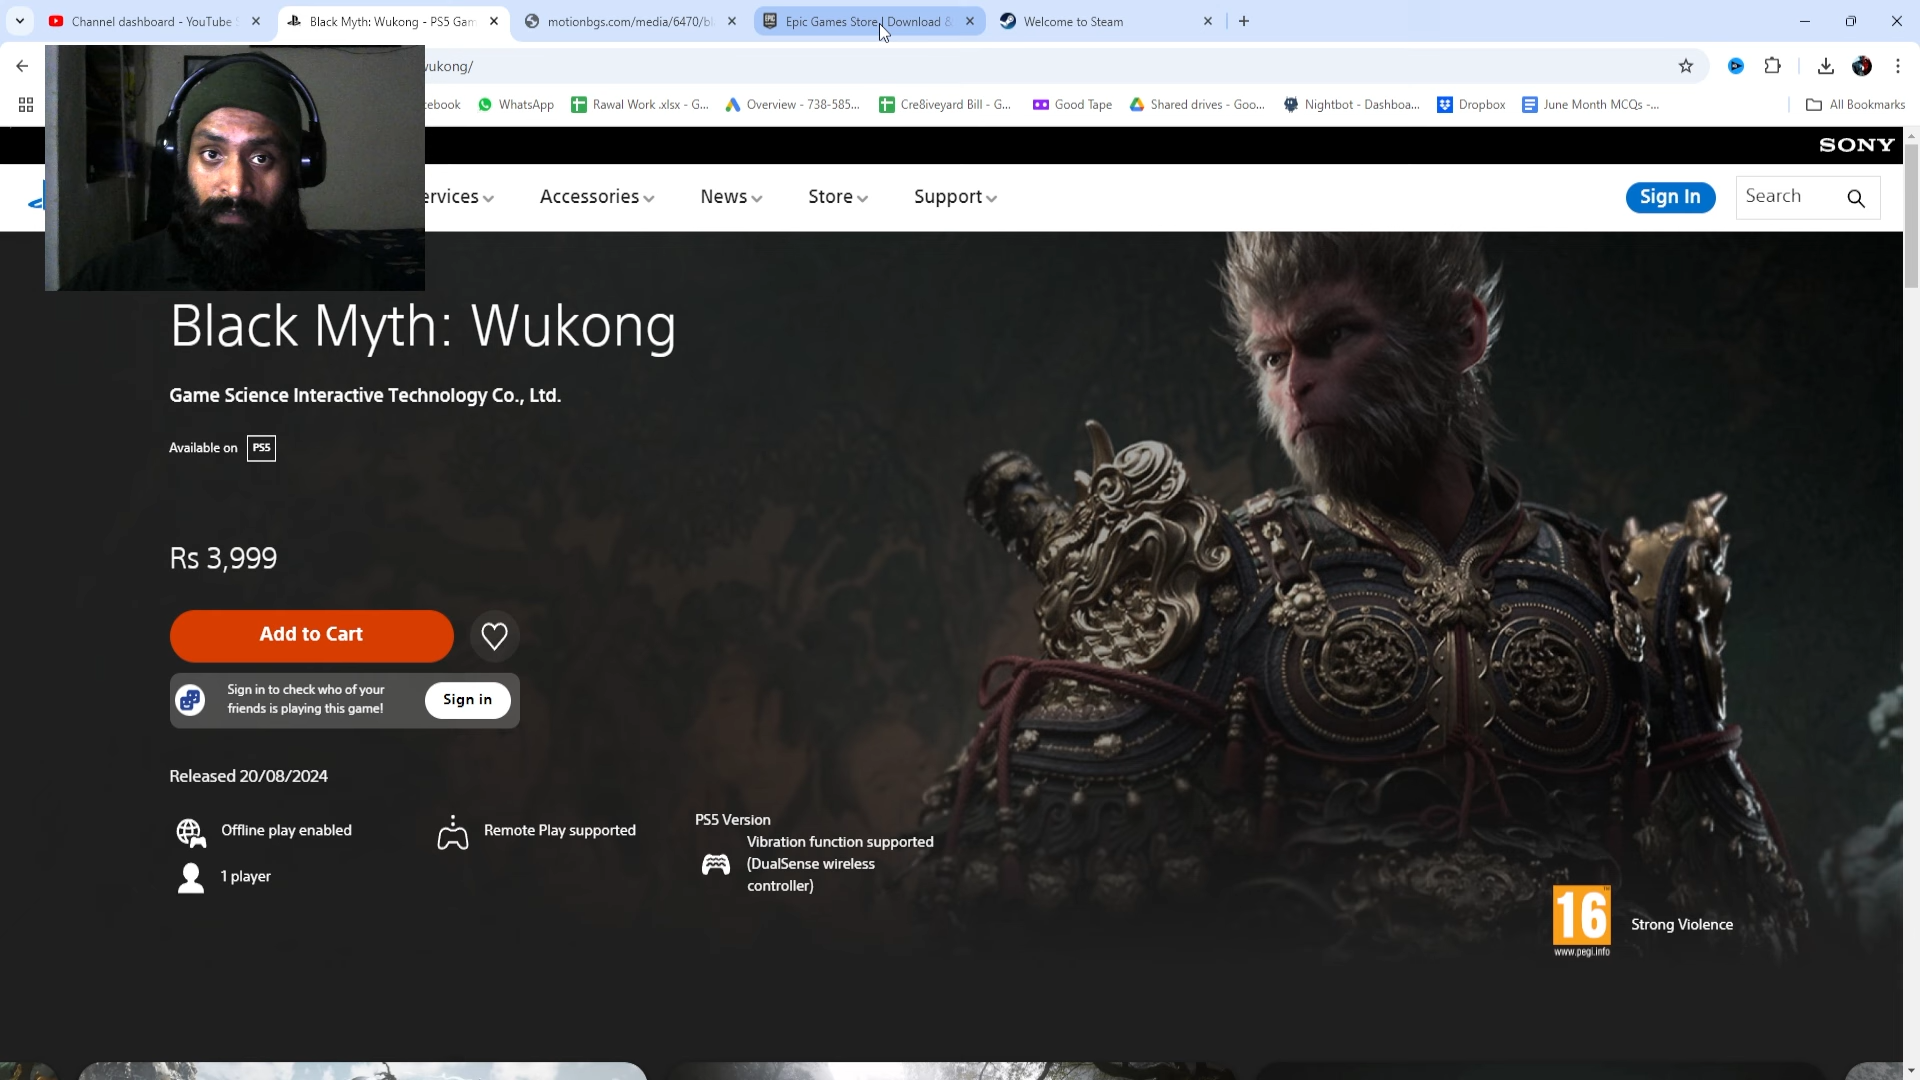 Channel dashboard - YouTube S
Black Myth: Wukong - PS5 Gam
motionbgs.com/media/6470/bl
Epic Games Store | Download &
Welcome to Steam
wukong/
cebook
WhatsApp
Rawal Work .xlsx - G...
Overview - 738-585...
Cre8iveyard Bill - G...
Good Tape
Shared drives - Goo...
Nightbot - Dashboa...
Dropbox
June Month MCQs -...
All Bookmarks
SONY
ervices
Accessories
News
Store
Support
Sign In
Search
Black Myth: Wukong
Game Science Interactive Technology Co., Ltd.
Available on PS5
Rs 3,999
Add to Cart
Sign in to check who of your
friends is playing this game!
Sign in
Released 20/08/2024
Offline play enabled
1 player
Remote Play supported
PS5 Version
Vibration function supported
(DualSense wireless
controller)
16
www.pegi.info
Strong Violence